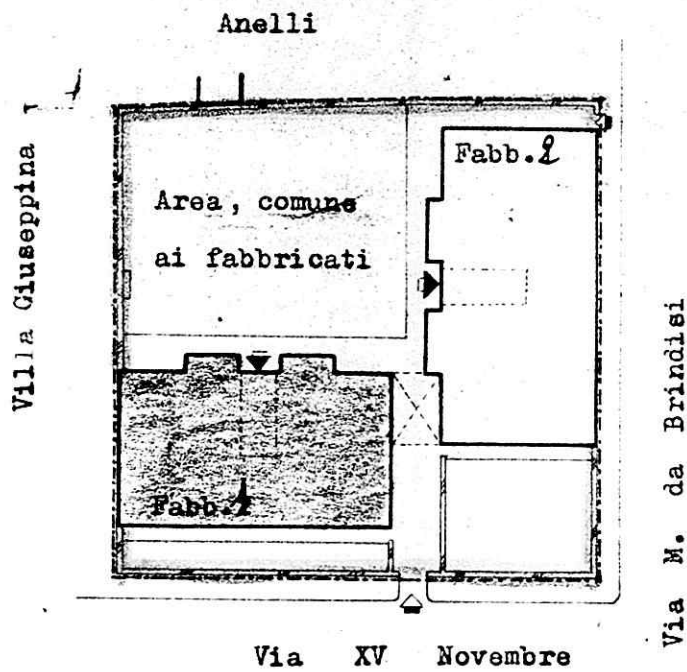 Anelli
Villa Giuseppina
Fabb. 2
Area, comune
ai fabbricati
Via M. da Brindisi
Fabb. 1
Via XV Novembre